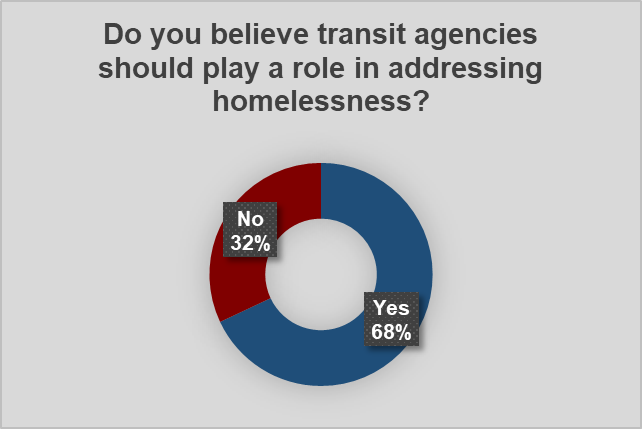 Do you believe transit agencies
should play a role in addressing
homelessness?
No
32%
Yes
68%